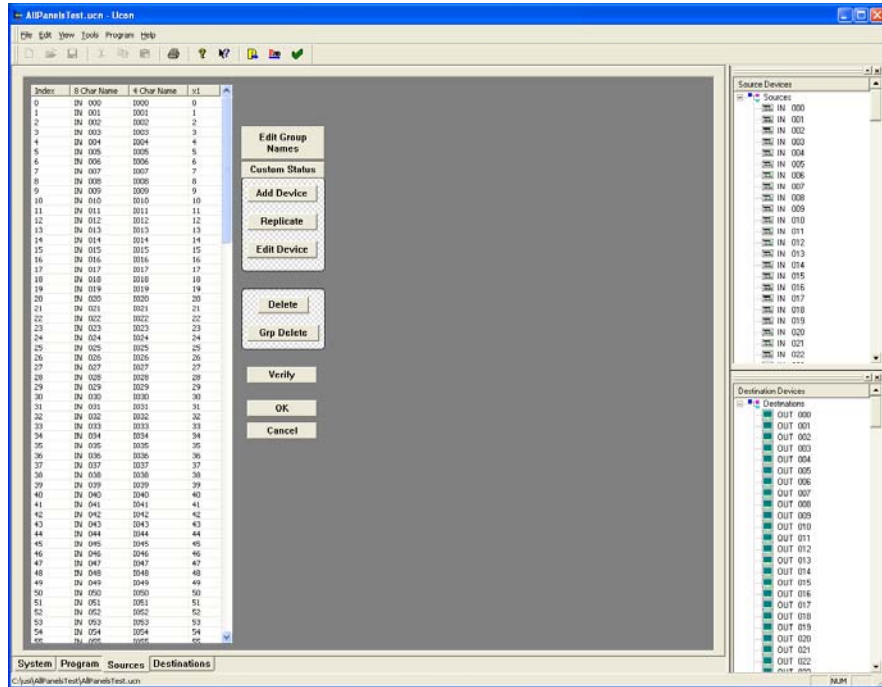 AllPanelsTest.ucn - Ucon
File Edit View Tools Program Help
Index 8 Char Name 4 Char Name x1
0 IN 000 I000 0
1 IN 001 I001 1
2 IN 002 I002 2
3 IN 003 I003 3
4 IN 004 I004 4
5 IN 005 I005 5
6 IN 006 I006 6
7 IN 007 I007 7
8 IN 008 I008 8
9 IN 009 I009 9
10 IN 010 I010 10
11 IN 011 I011 11
12 IN 012 I012 12
13 IN 013 I013 13
14 IN 014 I014 14
15 IN 015 I015 15
16 IN 016 I016 16
17 IN 017 I017 17
18 IN 018 I018 18
19 IN 019 I019 19
20 IN 020 I020 20
21 IN 021 I021 21
22 IN 022 I022 22
23 IN 023 I023 23
24 IN 024 I024 24
25 IN 025 I025 25
26 IN 026 I026 26
27 IN 027 I027 27
28 IN 028 I028 28
29 IN 029 I029 29
30 IN 030 I030 30
31 IN 031 I031 31
32 IN 032 I032 32
33 IN 033 I033 33
34 IN 034 I034 34
35 IN 035 I035 35
36 IN 036 I036 36
37 IN 037 I037 37
38 IN 038 I038 38
39 IN 039 I039 39
40 IN 040 I040 40
41 IN 041 I041 41
42 IN 042 I042 42
43 IN 043 I043 43
44 IN 044 I044 44
45 IN 045 I045 45
46 IN 046 I046 46
47 IN 047 I047 47
48 IN 048 I048 48
49 IN 049 I049 49
50 IN 050 I050 50
51 IN 051 I051 51
52 IN 052 I052 52
53 IN 053 I053 53
54 IN 054 I054 54
55 IN 055 I055 55
Edit Group
Names
Custom Status
Add Device
Replicate
Edit Device
Delete
Grp Delete
Verify
OK
Cancel
Source Devices
Sources
IN 000
IN 001
IN 002
IN 003
IN 004
IN 005
IN 006
IN 007
IN 008
IN 009
IN 010
IN 011
IN 012
IN 013
IN 014
IN 015
IN 016
IN 017
IN 018
IN 019
IN 020
IN 021
IN 022
Destination Devices
Destinations
OUT 000
OUT 001
OUT 002
OUT 003
OUT 004
OUT 005
OUT 006
OUT 007
OUT 008
OUT 009
OUT 010
OUT 011
OUT 012
OUT 013
OUT 014
OUT 015
OUT 016
OUT 017
OUT 018
OUT 019
OUT 020
OUT 021
OUT 022
System Program Sources Destinations
C:\usi\AllPanelsTest\AllPanelsTest.ucn
NUM